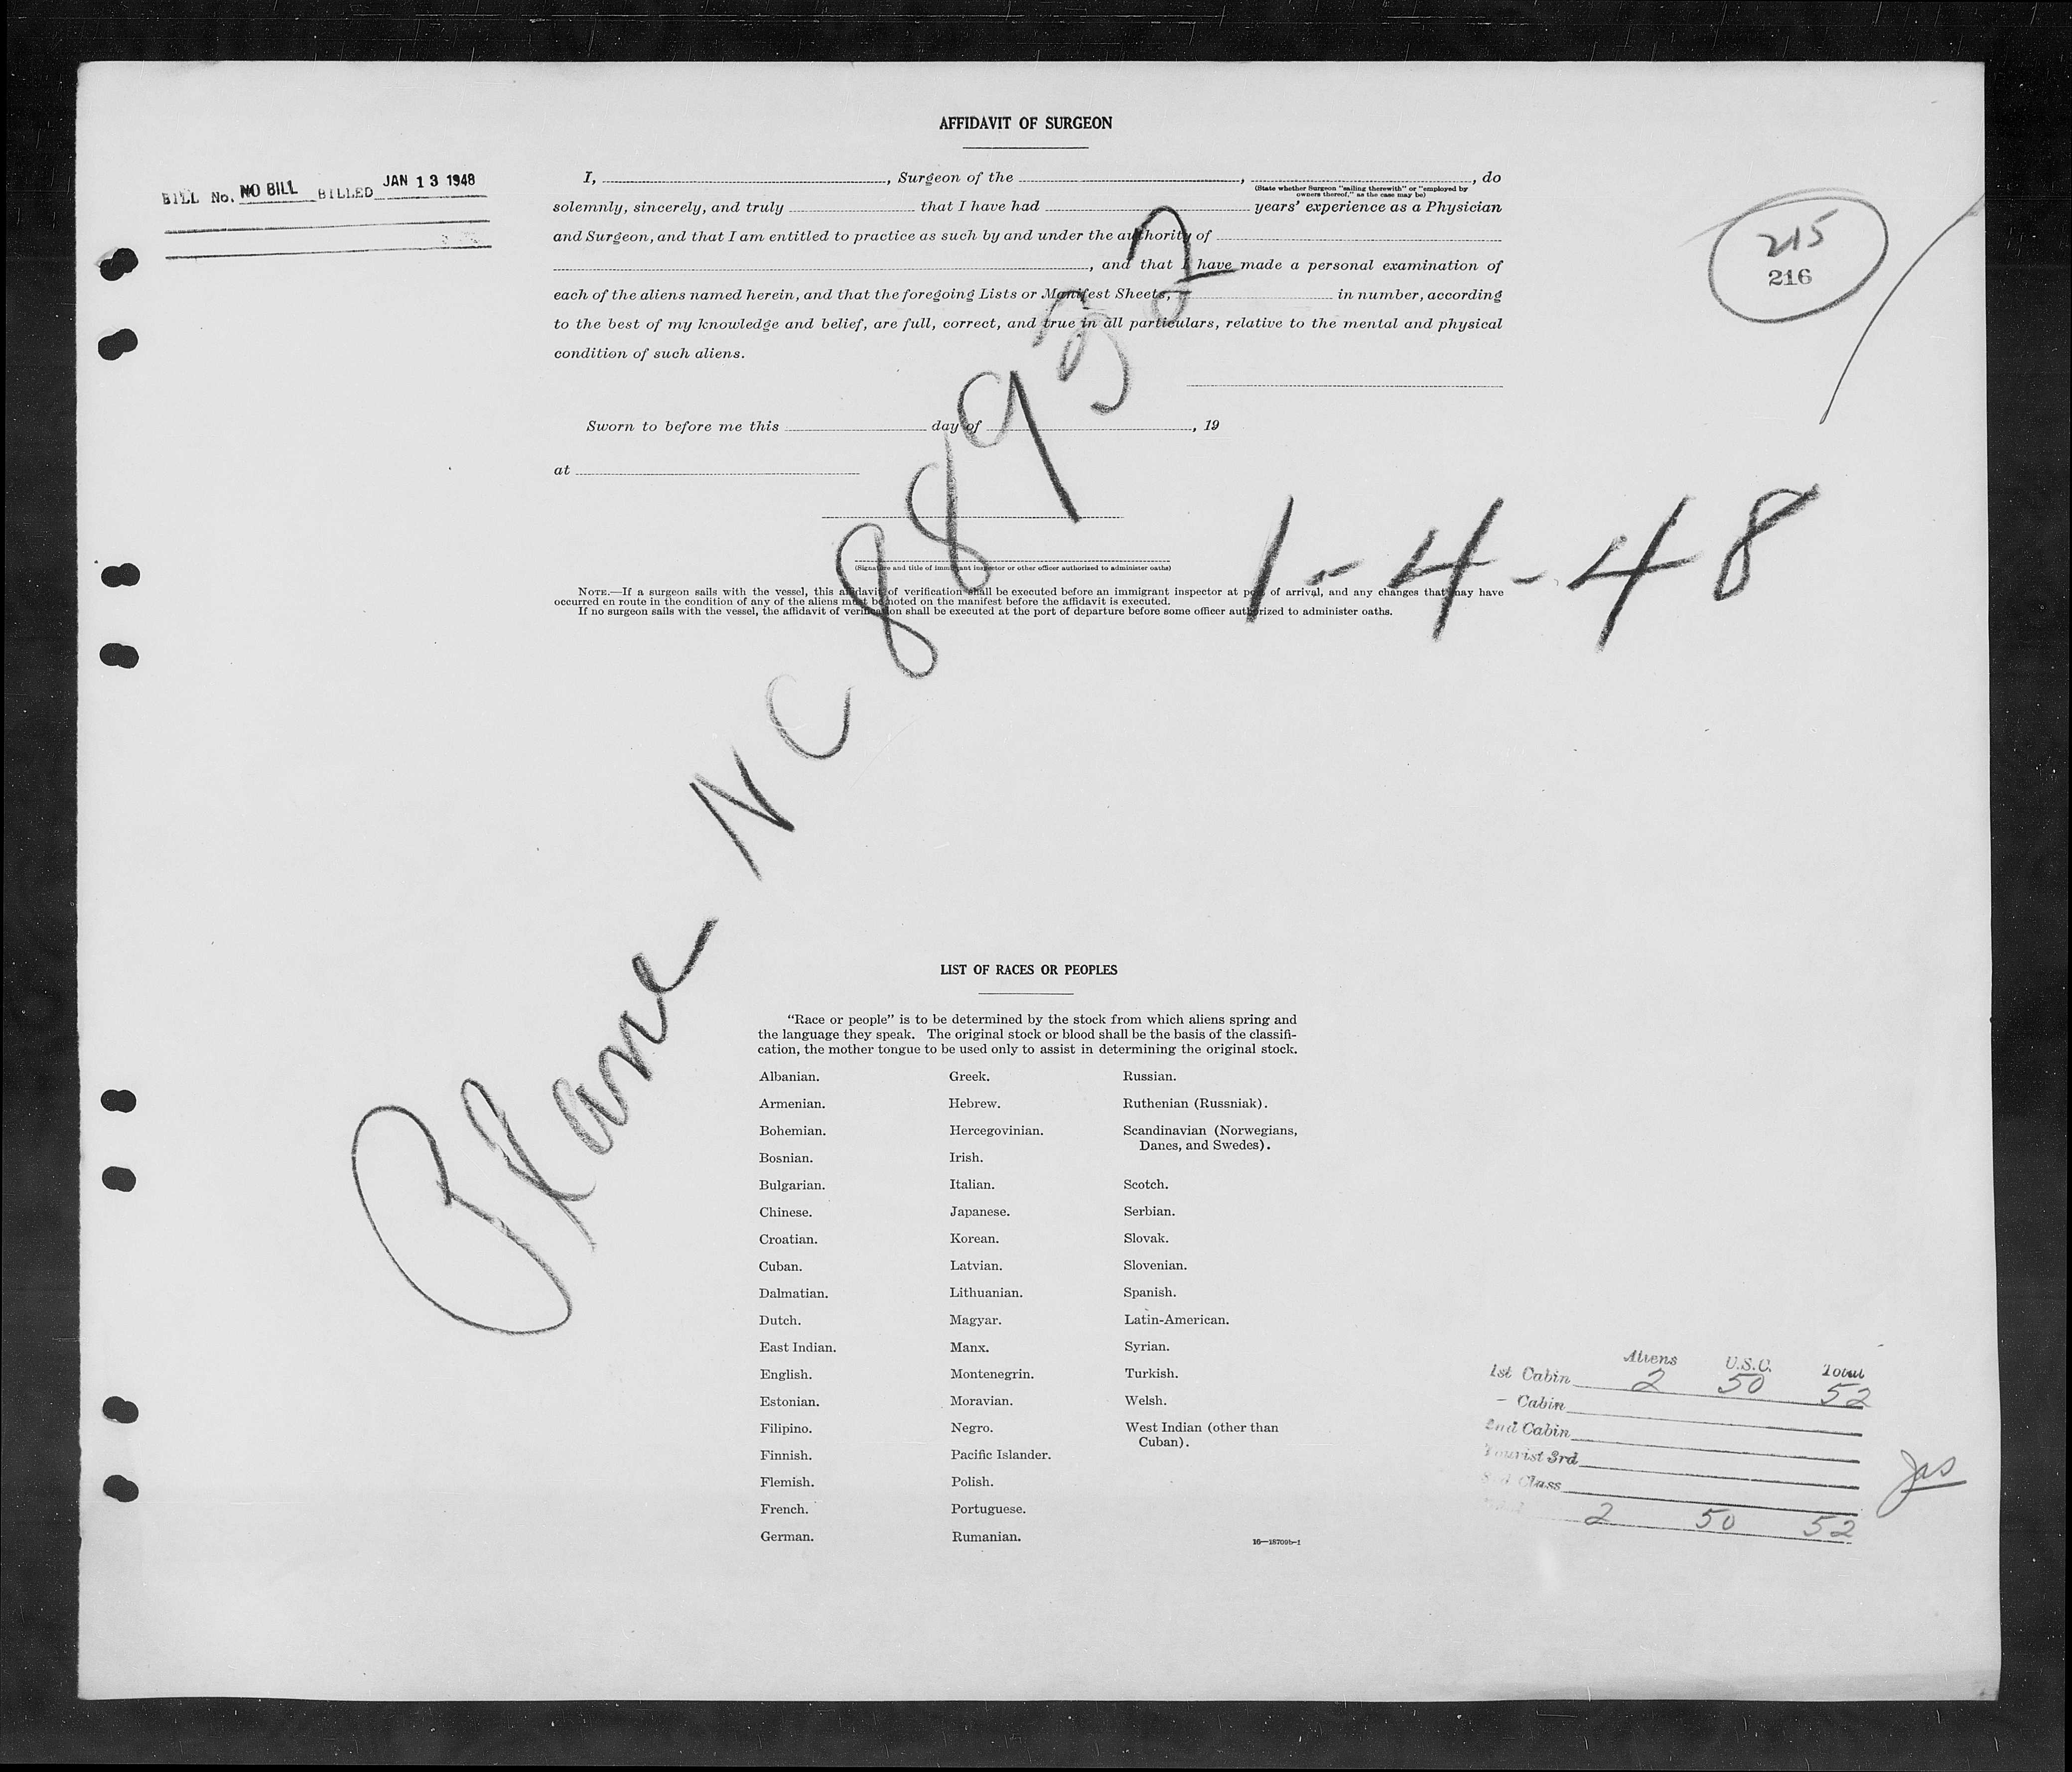 AFFIDAVIT OF SURGEON
BILL No. NO BILL BILLED JAN 13 1948
I, , Surgeon of the , , do
(State whether Surgeon "sailing therewith" or "employed by
owners thereof," as the case may be)
solemnly, sincerely, and truly that I have had years' experience as a Physician
and Surgeon, and that I am entitled to practice as such by and under the authority of
, and that I have made a personal examination of
each of the aliens named herein, and that the foregoing Lists or Manifest Sheets, in number, according
to the best of my knowledge and belief, are full, correct, and true in all particulars, relative to the mental and physical
condition of such aliens.
215
216
Sworn to before me this day of , 19
at
(Signature and title of immigrant inspector or other officer authorized to administer oaths)
NOTE.—If a surgeon sails with the vessel, this affidavit of verification shall be executed before an immigrant inspector at port of arrival, and any changes that may have
occurred en route in the condition of any of the aliens must be noted on the manifest before the affidavit is executed.
If no surgeon sails with the vessel, the affidavit of verification shall be executed at the port of departure before some officer authorized to administer oaths.
1-4-48
Plane NC
LIST OF RACES OR PEOPLES
"Race or people" is to be determined by the stock from which aliens spring and
the language they speak. The original stock or blood shall be the basis of the classifi-
cation, the mother tongue to be used only to assist in determining the original stock.
Albanian. Greek. Russian.
Armenian. Hebrew. Ruthenian (Russniak).
Bohemian. Hercegovinian. Scandinavian (Norwegians,
Danes, and Swedes).
Bosnian. Irish.
Bulgarian. Italian. Scotch.
Chinese. Japanese. Serbian.
Croatian. Korean. Slovak.
Cuban. Latvian. Slovenian.
Dalmatian. Lithuanian. Spanish.
Dutch. Magyar. Latin-American.
East Indian. Manx. Syrian.
English. Montenegrin. Turkish.
Estonian. Moravian. Welsh.
Filipino. Negro. West Indian (other than
Cuban).
Finnish. Pacific Islander.
Flemish. Polish.
French. Portuguese.
German. Rumanian.
16—18709b-1
Aliens U.S.C. Total
1st Cabin 2 50 52
- Cabin
2nd Cabin
Tourist 3rd
3rd Class
2 50 52